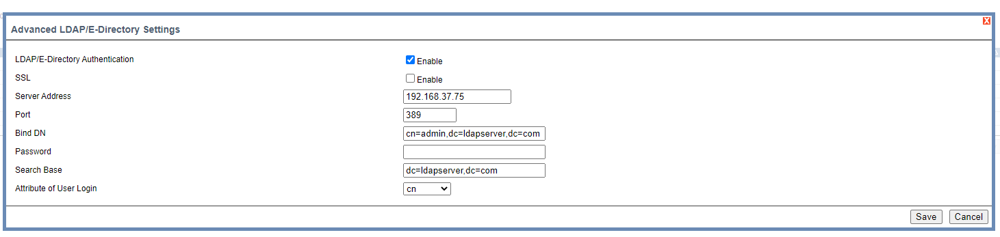 Advanced LDAP/E-Directory Settings
X
LDAP/E-Directory Authentication Enable
SSL Enable
Server Address 192.168.37.75
Port 389
Bind DN cn=admin,dc=ldapserver,dc=com
Password
Search Base dc=ldapserver,dc=com
Attribute of User Login cn
Save Cancel